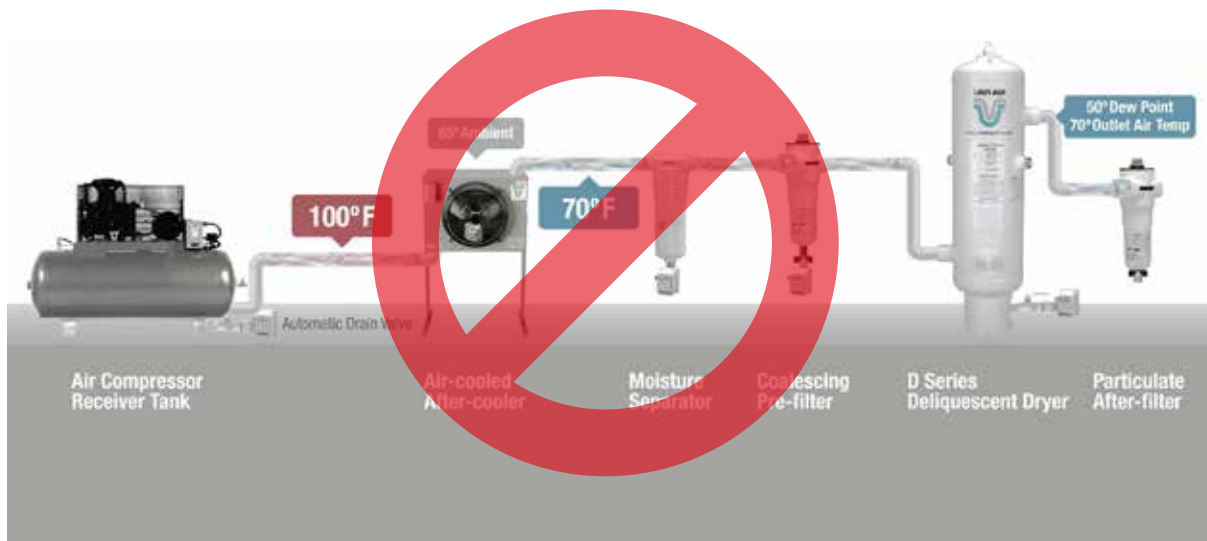 65° Ambient
100° F
70° F
50° Dew Point
70° Outlet Air Temp
Automatic Drain Valve
Air Compressor
Receiver Tank
Air-cooled
After-cooler
Moisture
Separator
Coalescing
Pre-filter
D Series
Deliquescent Dryer
Particulate
After-filter